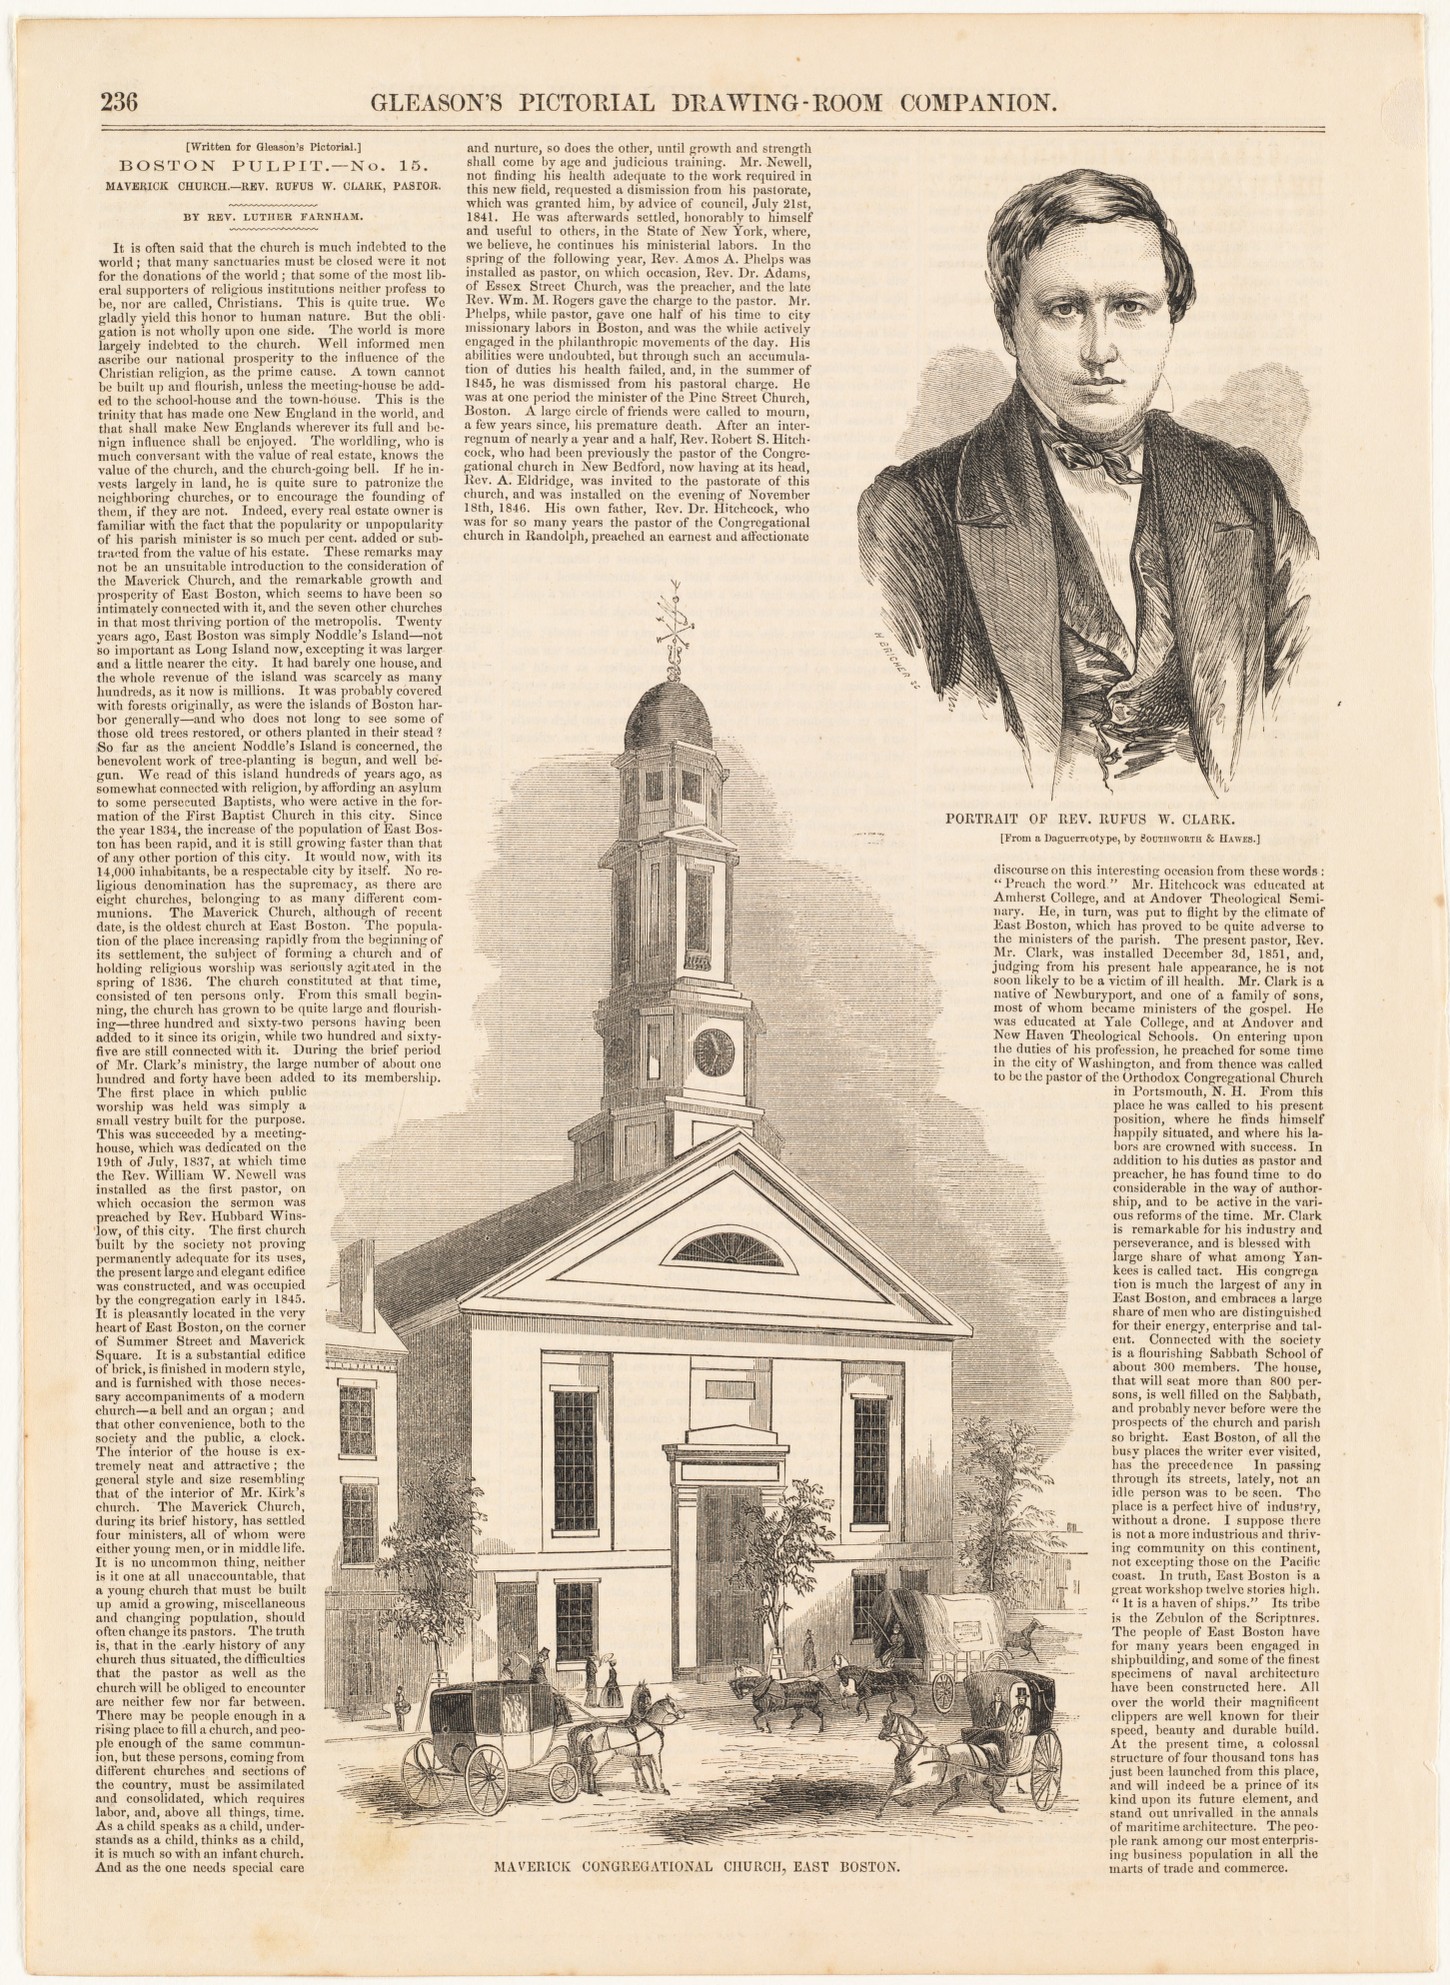 236
GLEASON'S PICTORIAL DRAWING-ROOM COMPANION.
[Written for Gleason's Pictorial.]
BOSTON PULPIT.—No. 15.
MAVERICK CHURCH.—REV. RUFUS W. CLARK, PASTOR.
BY REV. LUTHER FARNHAM.
It is often said that the church is much indebted to the
world; that many sanctuaries must be closed were it not
for the donations of the world; that some of the most lib-
eral supporters of religious institutions neither profess to
be, nor are called, Christians. This is quite true. We
gladly yield this honor to human nature. But the obli-
gation is not wholly upon one side. The world is more
largely indebted to the church. Well informed men
ascribe our national prosperity to the influence of the
Christian religion, as the prime cause. A town cannot
be built up and flourish, unless the meeting-house be add-
ed to the school-house and the town-house. This is the
trinity that has made one New England in the world, and
that shall make New Englands wherever its full and be-
nign influence shall be enjoyed. The worldling, who is
much conversant with the value of real estate, knows the
value of the church, and the church-going bell. If he in-
vests largely in land, he is quite sure to patronize the
neighboring churches, or to encourage the founding of
them, if they are not. Indeed, every real estate owner is
familiar with the fact that the popularity or unpopularity
of his parish minister is so much per cent. added or sub-
tracted from the value of his estate. These remarks may
not be an unsuitable introduction to the consideration of
the Maverick Church, and the remarkable growth and
prosperity of East Boston, which seems to have been so
intimately connected with it, and the seven other churches
in that most thriving portion of the metropolis. Twenty
years ago, East Boston was simply Noddle's Island—not
so important as Long Island now, excepting it was larger
and a little nearer the city. It had barely one house, and
the whole revenue of the island was scarcely as many
hundreds, as it now is millions. It was probably covered
with forests originally, as were the islands of Boston har-
bor generally—and who does not long to see some of
those old trees restored, or others planted in their stead?
So far as the ancient Noddle's Island is concerned, the
benevolent work of tree-planting is begun, and well be-
gun. We read of this island hundreds of years ago, as
somewhat connected with religion, by affording an asylum
to some persecuted Baptists, who were active in the for-
mation of the First Baptist Church in this city. Since
the year 1834, the increase of the population of East Bos-
ton has been rapid, and it is still growing faster than that
of any other portion of this city. It would now, with its
14,000 inhabitants, be a respectable city by itself. No re-
ligious denomination has the supremacy, as there are
eight churches, belonging to as many different com-
munions. The Maverick Church, although of recent
date, is the oldest church at East Boston. The popula-
tion of the place increasing rapidly from the beginning of
its settlement, the subject of forming a church and of
holding religious worship was seriously agitated in the
spring of 1836. The church constituted at that time,
consisted of ten persons only. From this small begin-
ning, the church has grown to be quite large and flourish-
ing—three hundred and sixty-two persons having been
added to it since its origin, while two hundred and sixty-
five are still connected with it. During the brief period
of Mr. Clark's ministry, the large number of about one
hundred and forty have been added to its membership.
The first place in which public
worship was held was simply a
small vestry built for the purpose.
This was succeeded by a meeting-
house, which was dedicated on the
19th of July, 1837, at which time
the Rev. William W. Newell was
installed as the first pastor, on
which occasion the sermon was
preached by Rev. Hubbard Wins-
low, of this city. The first church
built by the society not proving
permanently adequate for its uses,
the present large and elegant edifice
was constructed, and was occupied
by the congregation early in 1845.
It is pleasantly located in the very
heart of East Boston, on the corner
of Summer Street and Maverick
Square. It is a substantial edifice
of brick, is finished in modern style,
and is furnished with those neces-
sary accompaniments of a modern
church—a bell and an organ; and
that other convenience, both to the
society and the public, a clock.
The interior of the house is ex-
tremely neat and attractive; the
general style and size resembling
that of the interior of Mr. Kirk's
church. The Maverick Church,
during its brief history, has settled
four ministers, all of whom were
either young men, or in middle life.
It is no uncommon thing, neither
is it one at all unaccountable, that
a young church that must be built
up amid a growing, miscellaneous
and changing population, should
often change its pastors. The truth
is, that in the early history of any
church thus situated, the difficulties
that the pastor as well as the
church will be obliged to encounter
are neither few nor far between.
There may be people enough in a
rising place to fill a church, and peo-
ple enough of the same commun-
ion, but these persons, coming from
different churches and sections of
the country, must be assimilated
and consolidated, which requires
labor, and, above all things, time.
As a child speaks as a child, under-
stands as a child, thinks as a child,
it is much so with an infant church.
And as the one needs special care
and nurture, so does the other, until growth and strength
shall come by age and judicious training. Mr. Newell,
not finding his health adequate to the work required in
this new field, requested a dismission from his pastorate,
which was granted him, by advice of council, July 21st,
1841. He was afterwards settled, honorably to himself
and useful to others, in the State of New York, where,
we believe, he continues his ministerial labors. In the
spring of the following year, Rev. Amos A. Phelps was
installed as pastor, on which occasion, Rev. Dr. Adams,
of Essex Street Church, was the preacher, and the late
Rev. Wm. M. Rogers gave the charge to the pastor. Mr.
Phelps, while pastor, gave one half of his time to city
missionary labors in Boston, and was the while actively
engaged in the philanthropic movements of the day. His
abilities were undoubted, but through such an accumula-
tion of duties his health failed, and, in the summer of
1845, he was dismissed from his pastoral charge. He
was at one period the minister of the Pine Street Church,
Boston. A large circle of friends were called to mourn,
a few years since, his premature death. After an inter-
regnum of nearly a year and a half, Rev. Robert S. Hitch-
cock, who had been previously the pastor of the Congre-
gational church in New Bedford, now having at its head,
Rev. A. Eldridge, was invited to the pastorate of this
church, and was installed on the evening of November
18th, 1846. His own father, Rev. Dr. Hitchcock, who
was for so many years the pastor of the Congregational
church in Randolph, preached an earnest and affectionate
H BRICHER SC
PORTRAIT OF REV. RUFUS W. CLARK.
[From a Daguerreotype, by SOUTHWORTH & HAWES.]
discourse on this interesting occasion from these words:
"Preach the word." Mr. Hitchcock was educated at
Amherst College, and at Andover Theological Semi-
nary. He, in turn, was put to flight by the climate of
East Boston, which has proved to be quite adverse to
the ministers of the parish. The present pastor, Rev.
Mr. Clark, was installed December 3d, 1851, and,
judging from his present hale appearance, he is not
soon likely to be a victim of ill health. Mr. Clark is a
native of Newburyport, and one of a family of sons,
most of whom became ministers of the gospel. He
was educated at Yale College, and at Andover and
New Haven Theological Schools. On entering upon
the duties of his profession, he preached for some time
in the city of Washington, and from thence was called
to be the pastor of the Orthodox Congregational Church
in Portsmouth, N. H. From this
place he was called to his present
position, where he finds himself
happily situated, and where his la-
bors are crowned with success. In
addition to his duties as pastor and
preacher, he has found time to do
considerable in the way of author-
ship, and to be active in the vari-
ous reforms of the time. Mr. Clark
is remarkable for his industry and
perseverance, and is blessed with
large share of what among Yan-
kees is called tact. His congrega
tion is much the largest of any in
East Boston, and embraces a large
share of men who are distinguished
for their energy, enterprise and tal-
ent. Connected with the society
is a flourishing Sabbath School of
about 300 members. The house,
that will seat more than 800 per-
sons, is well filled on the Sabbath,
and probably never before were the
prospects of the church and parish
so bright. East Boston, of all the
busy places the writer ever visited,
has the precedence In passing
through its streets, lately, not an
idle person was to be seen. The
place is a perfect hive of industry,
without a drone. I suppose there
is not a more industrious and thriv-
ing community on this continent,
not excepting those on the Pacific
coast. In truth, East Boston is a
great workshop twelve stories high.
"It is a haven of ships." Its tribe
is the Zebulon of the Scriptures.
The people of East Boston have
for many years been engaged in
shipbuilding, and some of the finest
specimens of naval architecture
have been constructed here. All
over the world their magnificent
clippers are well known for their
speed, beauty and durable build.
At the present time, a colossal
structure of four thousand tons has
just been launched from this place,
and will indeed be a prince of its
kind upon its future element, and
stand out unrivalled in the annals
of maritime architecture. The peo-
ple rank among our most enterpris-
ing business population in all the
marts of trade and commerce.
MAVERICK CONGREGATIONAL CHURCH, EAST BOSTON.